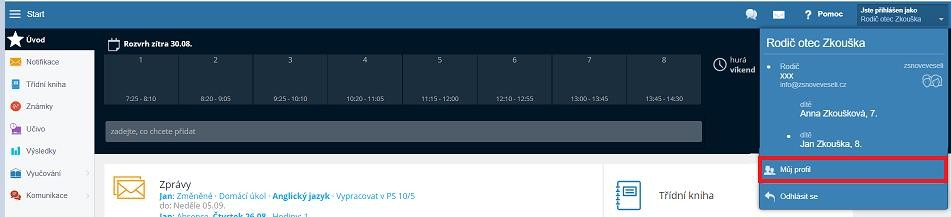 Start
Pomoc
Jste přihlášen jako
Rodič otec Zkouška
Úvod
Notifikace
Třídní kniha
Známky
Učivo
Výsledky
Vyučování
Komunikace
Rozvrh zítra 30.08.
1 2 3 4 5 6 7 8
7:25 - 8:10 8:20 - 9:05 9:25 - 10:10 10:20 - 11:05 11:15 - 12:00 12:10 - 12:55 13:00 - 13:45 13:45 - 14:30
hurá
víkend
zadejte, co chcete přidat
Zprávy
Jan: Změněné · Domácí úkol · Anglický jazyk · Vypracovat v PS 10/5
do: Neděle 05.09.
Jan: Absence, Čtvrtek 26.08., Hodiny: 1
Třídní kniha
Rodič otec Zkouška
Rodič zsnoveveseli
xxx
info@zsnoveveseli.cz
dítě
Anna Zkoušková, 7.
dítě
Jan Zkouška, 8.
Můj profil
Odhlásit se